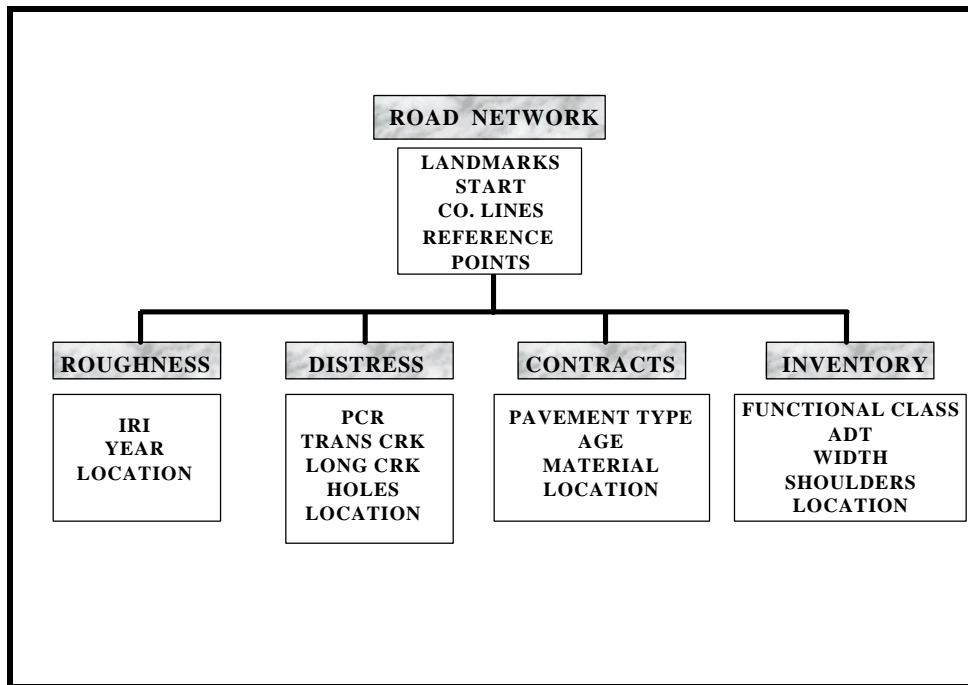 ROAD NETWORK
LANDMARKS
START
CO. LINES
REFERENCE
POINTS
ROUGHNESS
IRI
YEAR
LOCATION
DISTRESS
PCR
TRANS CRK
LONG CRK
HOLES
LOCATION
CONTRACTS
PAVEMENT TYPE
AGE
MATERIAL
LOCATION
INVENTORY
FUNCTIONAL CLASS
ADT
WIDTH
SHOULDERS
LOCATION